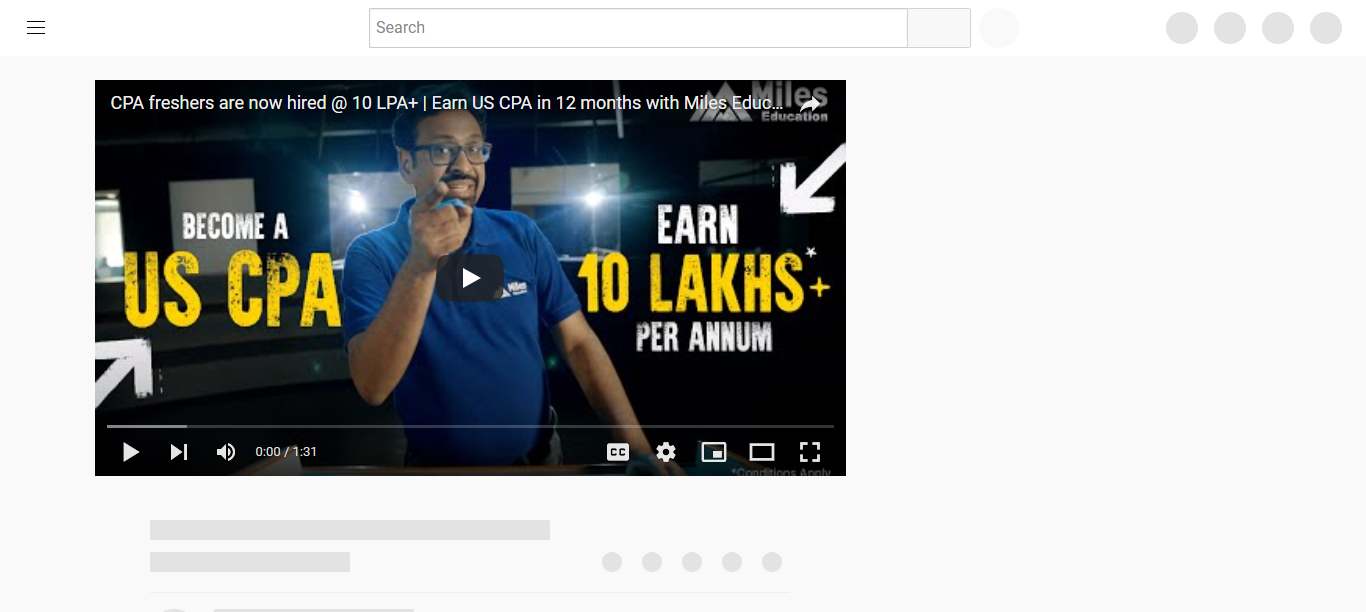 Search
CPA freshers are now hired @ 10 LPA+ | Earn US CPA in 12 months with Miles Educ...
Miles
Education
BECOME A
US CPA
EARN
10 LAKHS*+
PER ANNUM
Miles
0:00 / 1:31
CC
*Conditions Apply